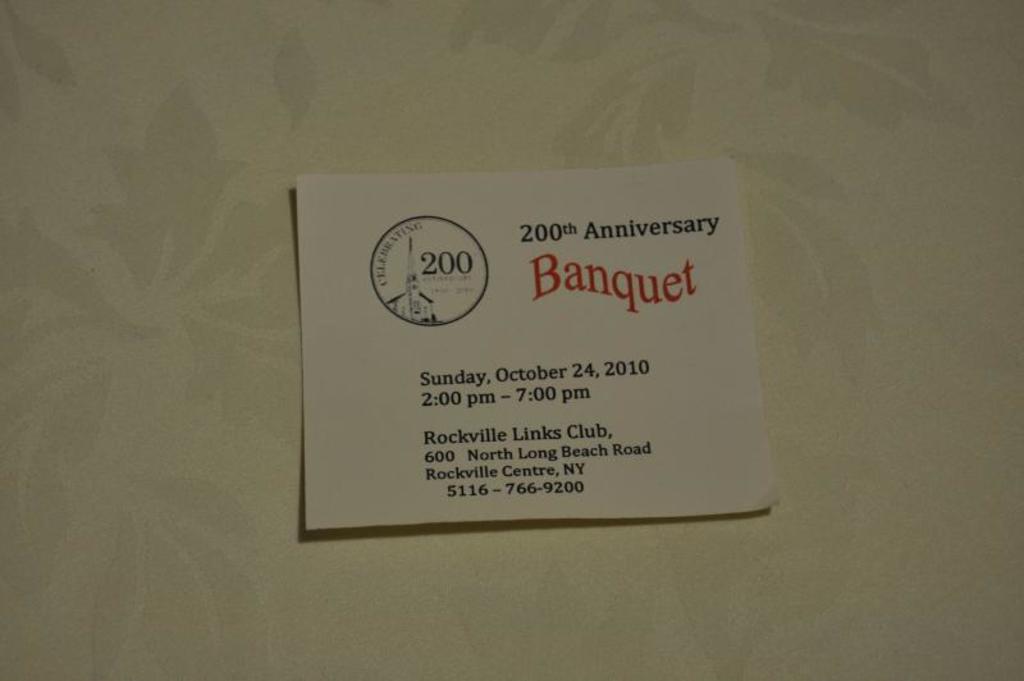 CELEBRATING
200
200th Anniversary
Banquet
Sunday, October 24, 2010
2:00 pm – 7:00 pm
Rockville Links Club,
600 North Long Beach Road
Rockville Centre, NY
5116 – 766-9200